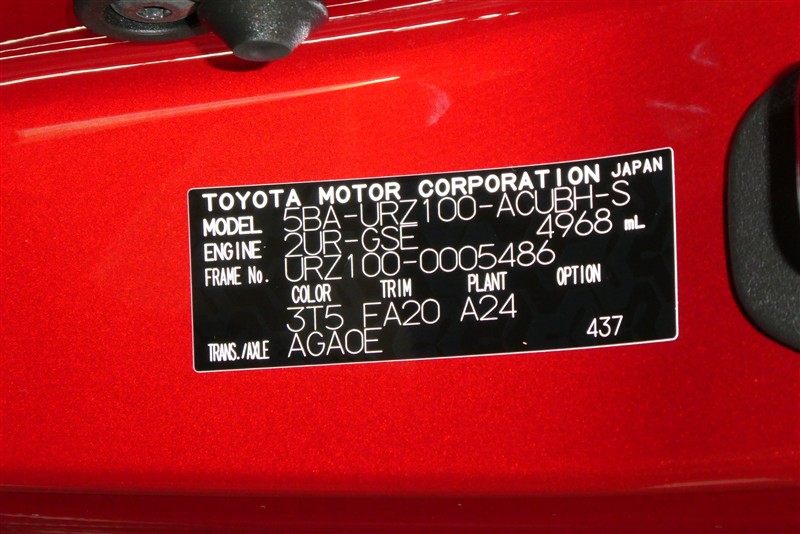 TOYOTA MOTOR CORPORATION JAPAN
MODEL 5BA-URZ100-ACUBH-S
ENGINE 2UR-GSE 4968 mL
FRAME No. URZ100-0005486
COLOR TRIM PLANT OPTION
3T5 EA20 A24
TRANS./AXLE AGA0E 437